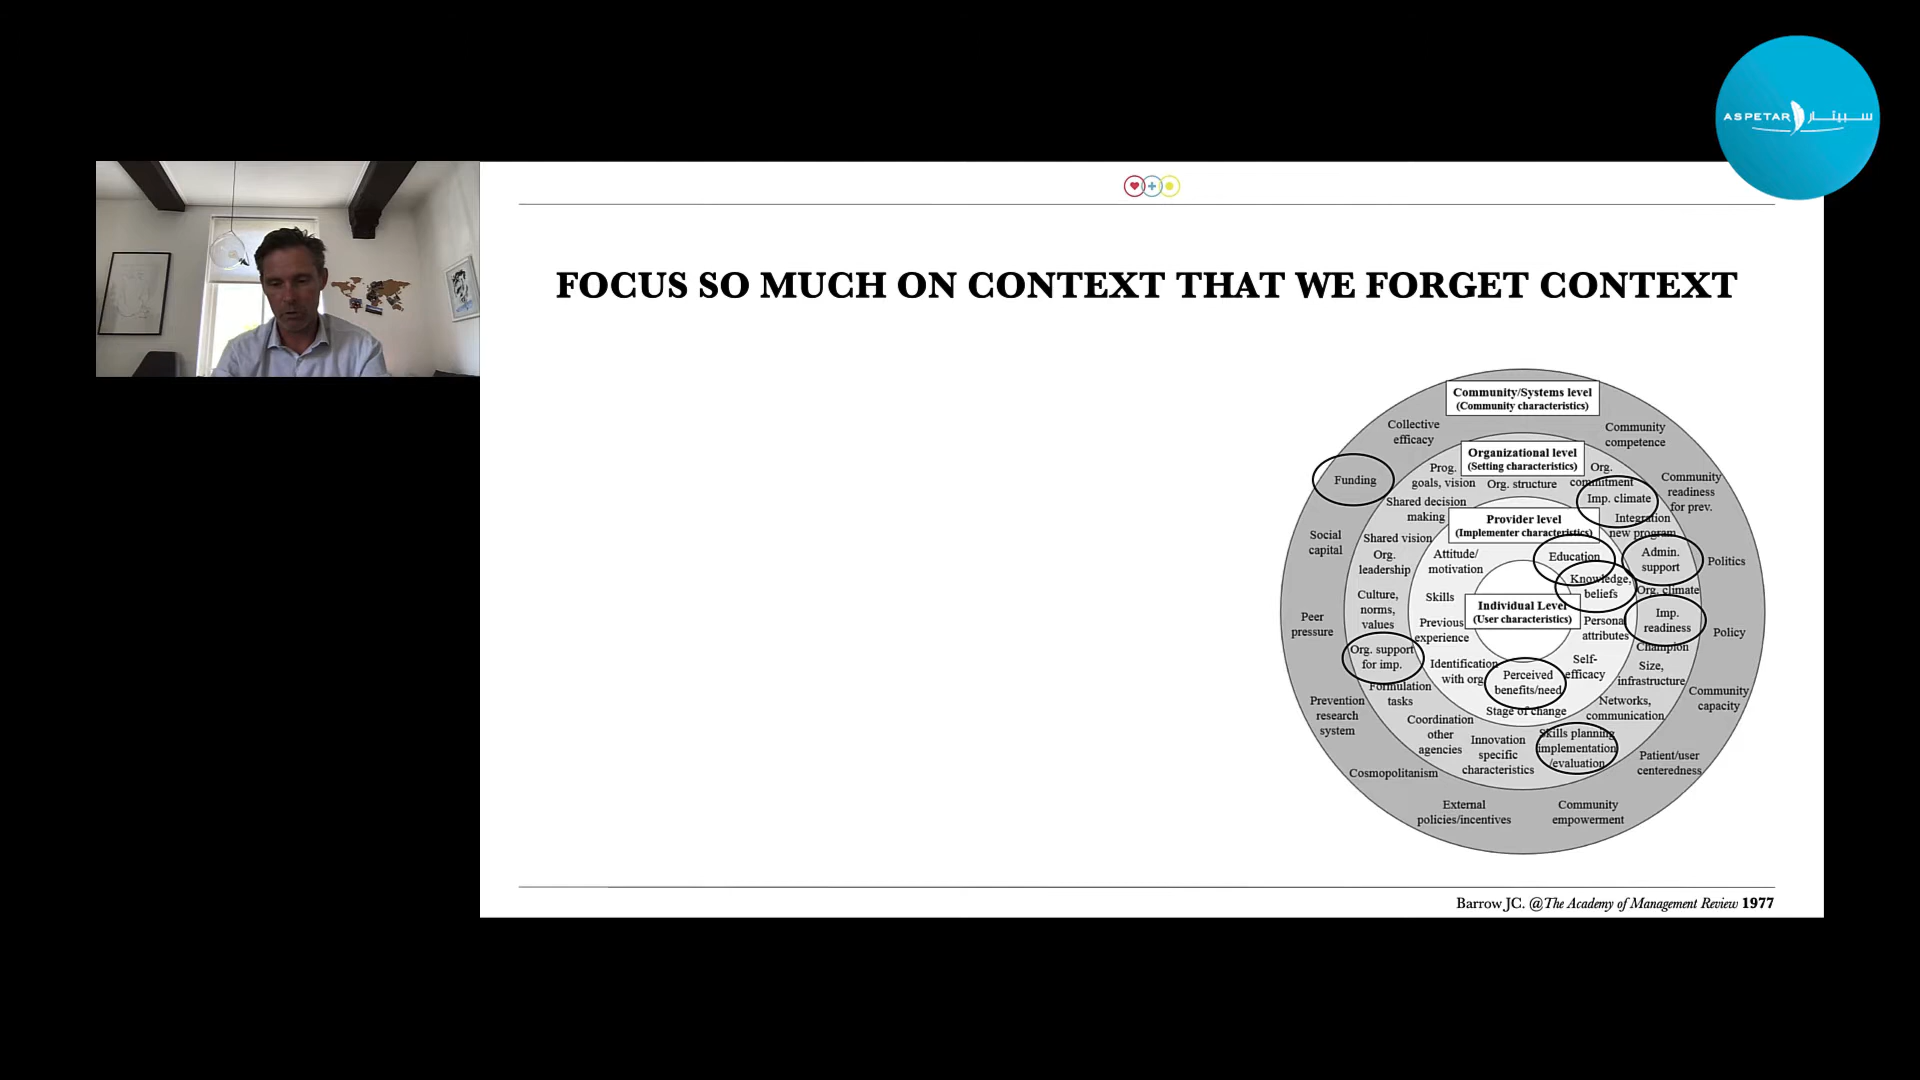 ASPETAR سبيتار
FOCUS SO MUCH ON CONTEXT THAT WE FORGET CONTEXT
Community/Systems level
(Community characteristics)
Collective
efficacy
Community
competence
Funding
Community
readiness
for prev.
Social
capital
Politics
Peer
pressure
Policy
Prevention
research
system
Community
capacity
Cosmopolitanism
Patient/user
centeredness
External
policies/incentives
Community
empowerment
Organizational level
(Setting characteristics)
Prog.
goals, vision
Org. structure
Org.
commitment
Shared decision
making
Imp. climate
Integration
new program
Shared vision
Org.
leadership
Admin.
support
Org. climate
Culture,
norms,
values
Imp.
readiness
Champion
Org. support
for imp.
Size,
infrastructure
Formulation
tasks
Networks,
communication
Coordination
other
agencies
Innovation
specific
characteristics
Skills planning
implementation
/evaluation
Provider level
(Implementer characteristics)
Attitude/
motivation
Education
Knowledge,
beliefs
Skills
Previous
experience
Persona
attributes
Identification
with org
Self-
efficacy
Perceived
benefits/need
Stage of change
Individual Level
(User characteristics)
Barrow JC. @The Academy of Management Review 1977